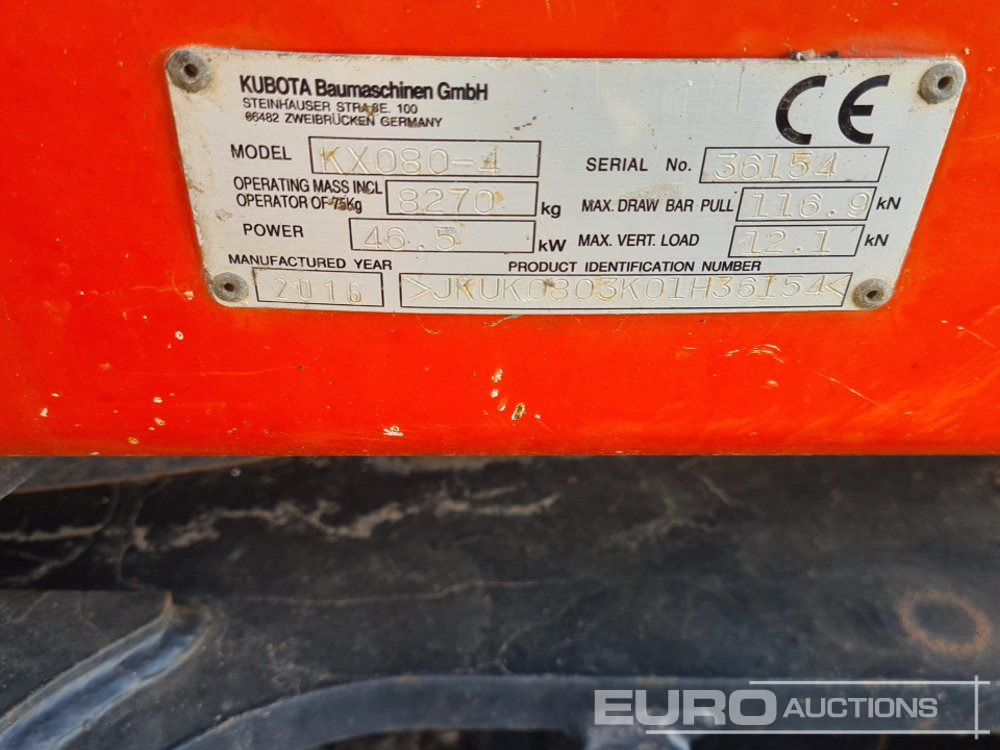 KUBOTA Baumaschinen GmbH
STEINHAUSER STRAßE. 100
66482 ZWEIBRÜCKEN GERMANY
CE
MODEL KX080-4
SERIAL No. 36154
OPERATING MASS INCL
OPERATOR OF 75Kg 8270 kg
MAX. DRAW BAR PULL 116.9 kN
POWER 46.5 kW
MAX. VERT. LOAD 12.1 kN
MANUFACTURED YEAR
2016
PRODUCT IDENTIFICATION NUMBER
>JKUK0803K01H36154<
EURO AUCTIONS